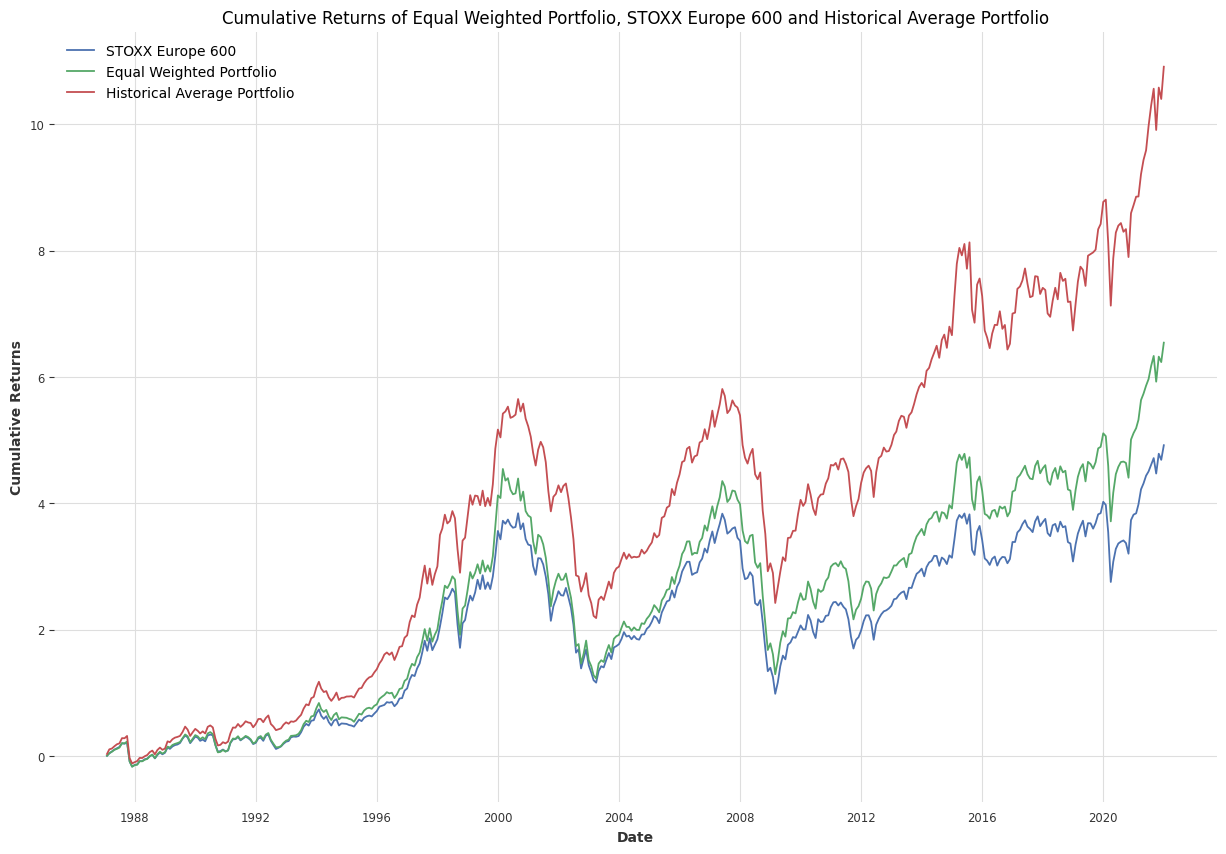 Cumulative Returns of Equal Weighted Portfolio, STOXX Europe 600 and Historical Average Portfolio
STOXX Europe 600
Equal Weighted Portfolio
Historical Average Portfolio
10
8
6
4
2
0
Cumulative Returns
1988 1992 1996 2000 2004 2008 2012 2016 2020
Date